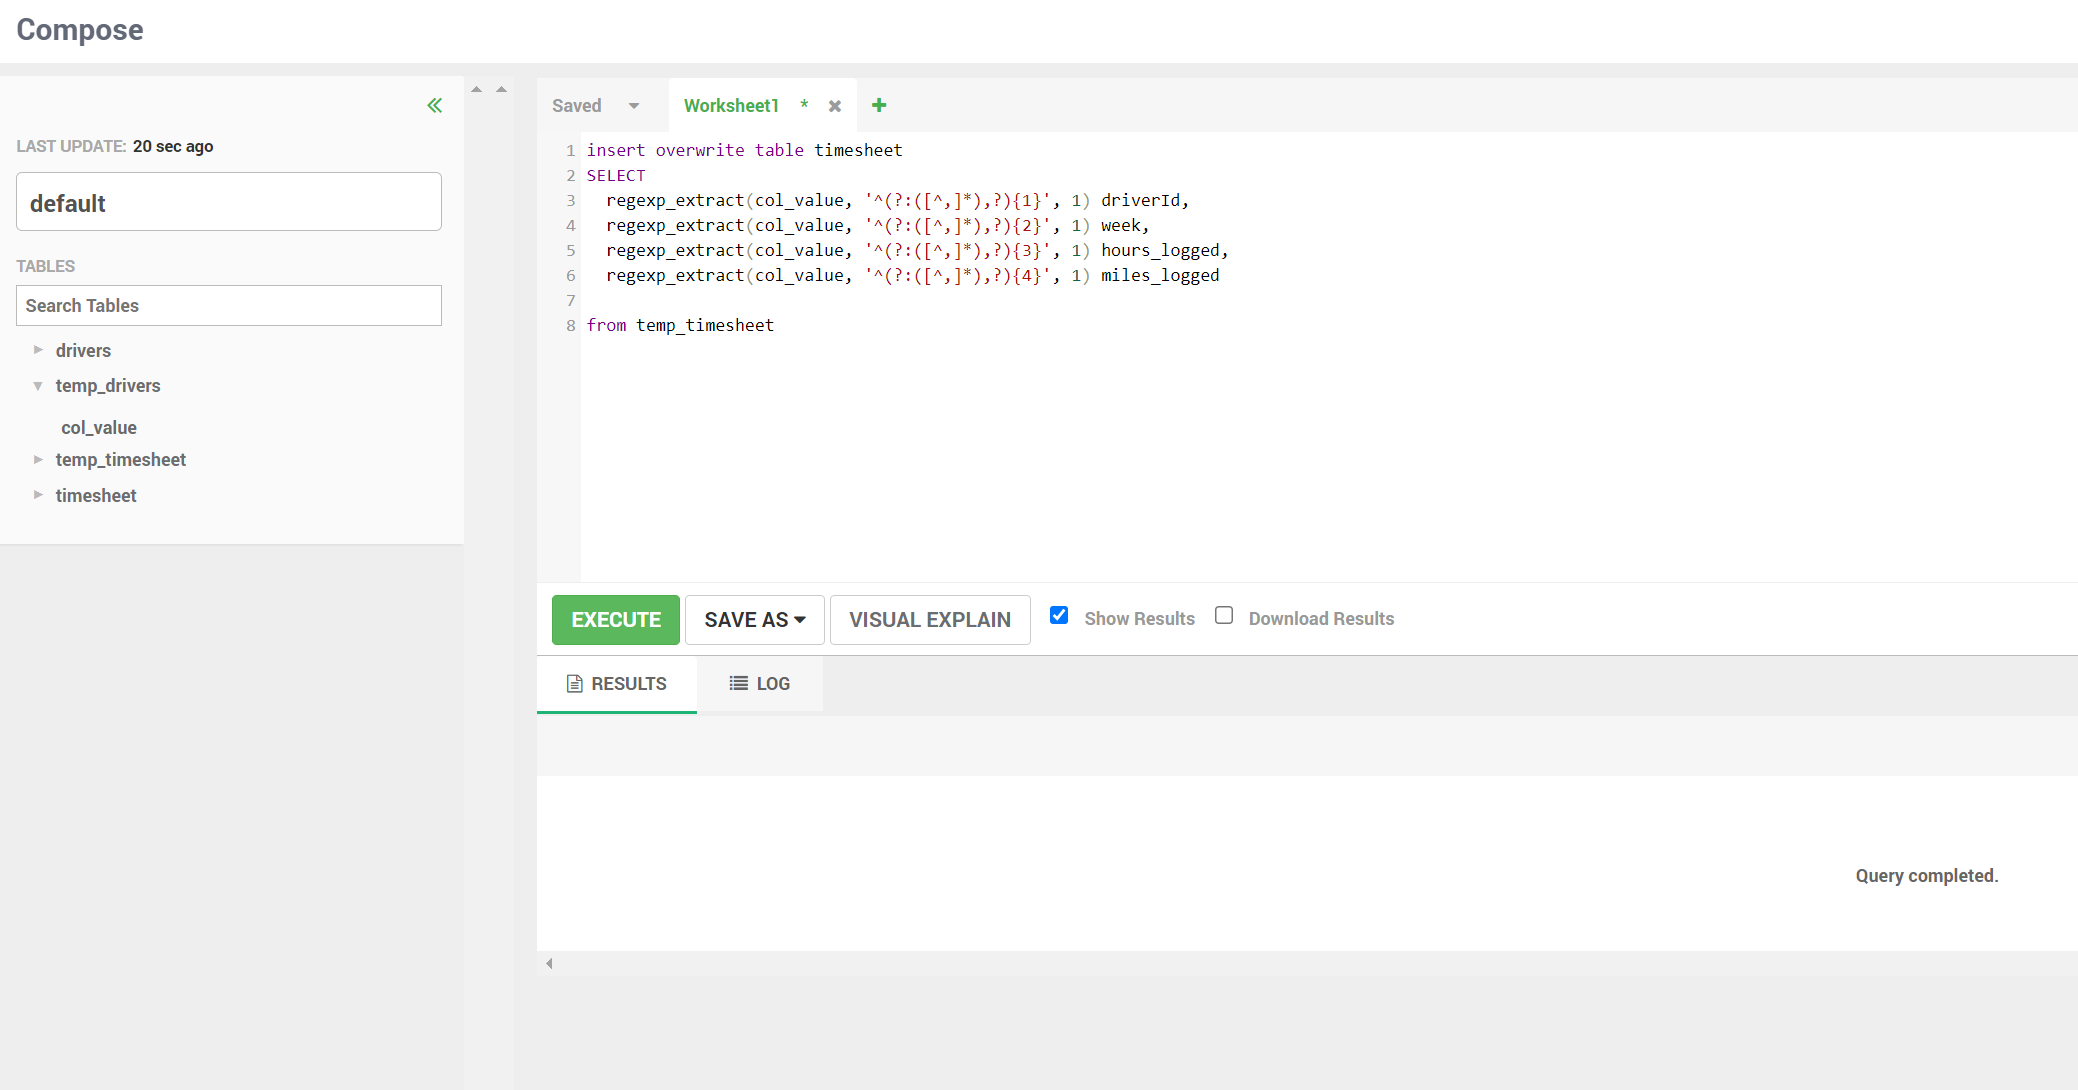 Compose
LAST UPDATE: 20 sec ago
default
TABLES
Search Tables
drivers
temp_drivers
col_value
temp_timesheet
timesheet
Saved
Worksheet1 *
1 insert overwrite table timesheet
2 SELECT
3 regexp_extract(col_value, '^(?:([^,]*),?){1}', 1) driverId,
4 regexp_extract(col_value, '^(?:([^,]*),?){2}', 1) week,
5 regexp_extract(col_value, '^(?:([^,]*),?){3}', 1) hours_logged,
6 regexp_extract(col_value, '^(?:([^,]*),?){4}', 1) miles_logged
7
8 from temp_timesheet
EXECUTE SAVE AS VISUAL EXPLAIN Show Results Download Results
RESULTS LOG
Query completed.